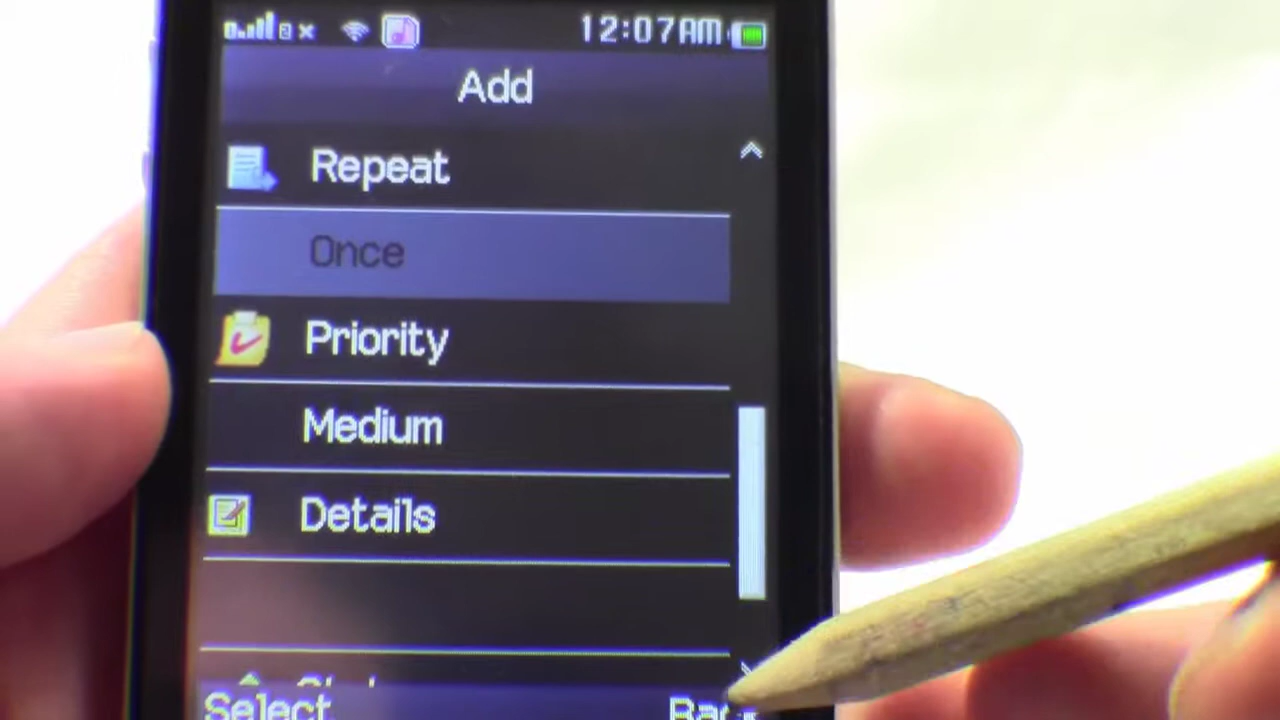 12:07AM
Add
Repeat
Once
Priority
Medium
Details
Select